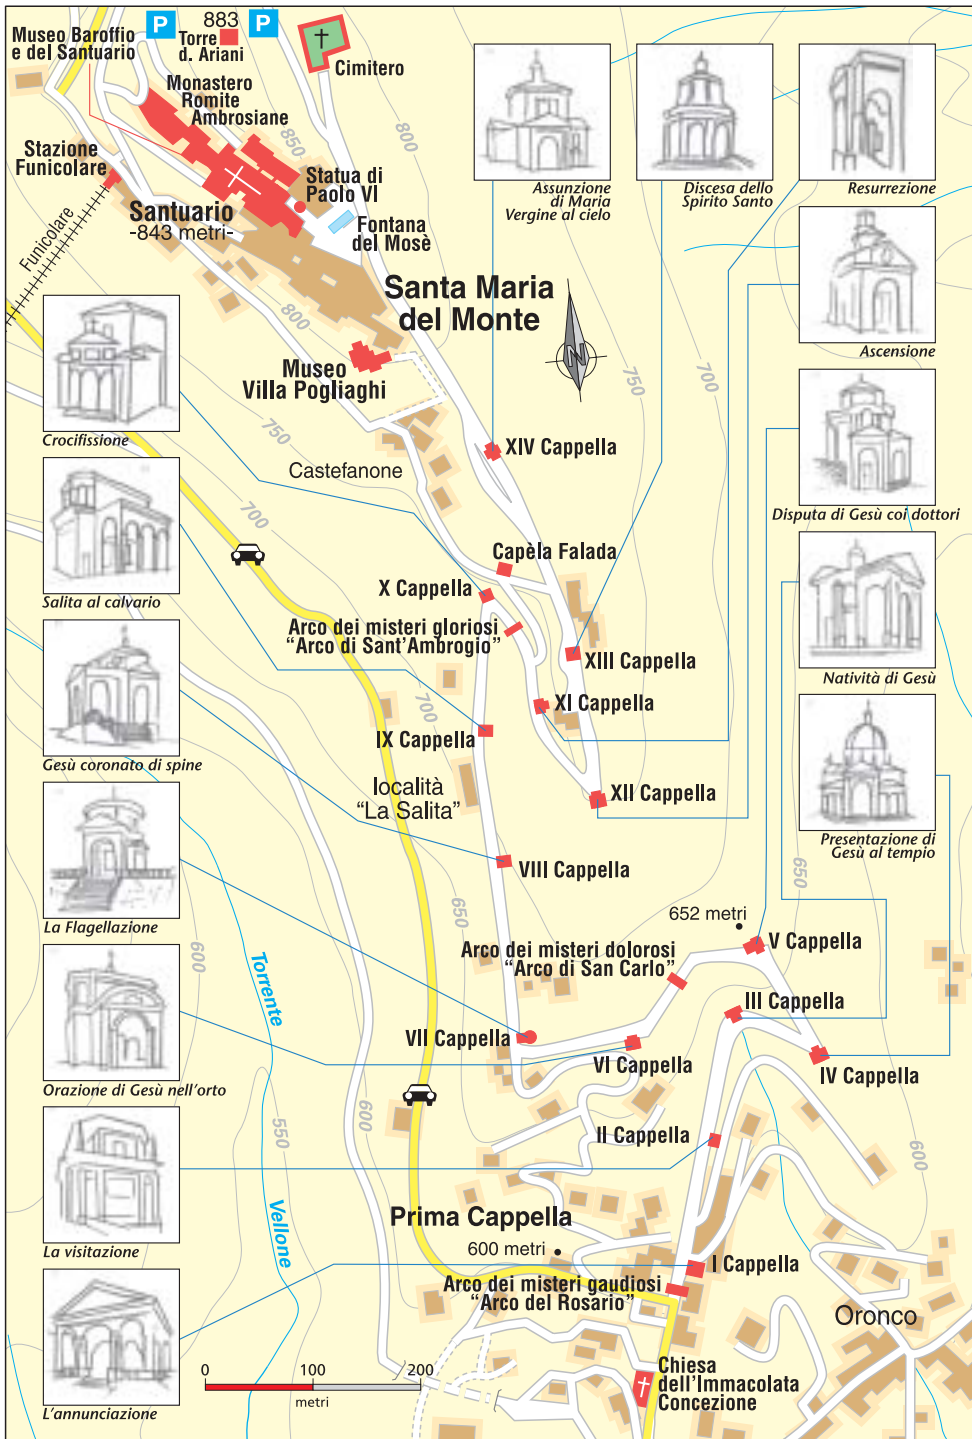 Museo Baroffio
e del Santuario
P
883
P
Torre
d. Ariani
Cimitero
Monastero
Romite
Ambrosiane
850
800
Stazione
Funicolare
Statua di
Paolo VI
Santuario
-843 metri-
Fontana
del Mosè
Funicolare
Santa Maria
del Monte
800
N
Museo
Villa Pogliaghi
750
700
750
Assunzione
di Maria
Vergine al cielo
Discesa dello
Spirito Santo
Resurrezione
Ascensione
Disputa di Gesù coi dottori
Natività di Gesù
Presentazione di
Gesù al tempio
Crocifissione
Salita al calvario
Gesù coronato di spine
La Flagellazione
Orazione di Gesù nell'orto
La visitazione
L'annunciazione
Castefanone
XIV Cappella
700
Capèla Falada
X Cappella
Arco dei misteri gloriosi
“Arco di Sant'Ambrogio”
XIII Cappella
XI Cappella
700
IX Cappella
località
“La Salita”
XII Cappella
VIII Cappella
650
650
652 metri
V Cappella
Arco dei misteri dolorosi
“Arco di San Carlo”
III Cappella
600
Torrente
VII Cappella
VI Cappella
IV Cappella
600
550
II Cappella
600
Vellone
Prima Cappella
600 metri
I Cappella
Arco dei misteri gaudiosi
“Arco del Rosario”
Oronco
0
100
200
metri
Chiesa
dell'Immacolata
Concezione